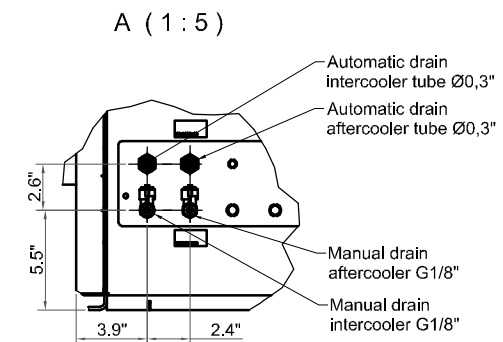 A ( 1 : 5 )
Automatic drain
intercooler tube Ø0,3"
Automatic drain
aftercooler tube Ø0,3"
2.6"
5.5"
Manual drain
aftercooler G1/8"
Manual drain
intercooler G1/8"
3.9"
2.4"